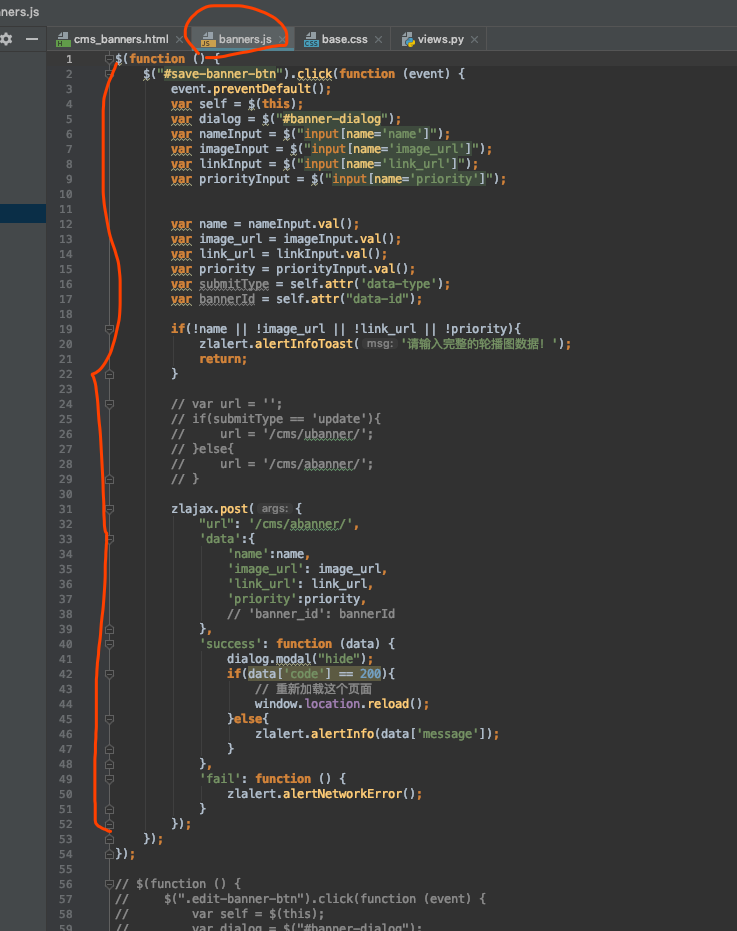 ners.js
cms_banners.html
banners.js
base.css
views.py
1 $(function () {
2 $("#save-banner-btn").click(function (event) {
3 event.preventDefault();
4 var self = $(this);
5 var dialog = $("#banner-dialog");
6 var nameInput = $("input[name='name']");
7 var imageInput = $("input[name='image_url']");
8 var linkInput = $("input[name='link_url']");
9 var priorityInput = $("input[name='priority']");
10
11
12 var name = nameInput.val();
13 var image_url = imageInput.val();
14 var link_url = linkInput.val();
15 var priority = priorityInput.val();
16 var submitType = self.attr('data-type');
17 var bannerId = self.attr("data-id");
18
19 if(!name || !image_url || !link_url || !priority){
20 zlalert.alertInfoToast( msg: '请输入完整的轮播图数据！');
21 return;
22 }
23
24 // var url = '';
25 // if(submitType == 'update'){
26 // url = '/cms/ubanner/';
27 // }else{
28 // url = '/cms/abanner/';
29 // }
30
31 zlajax.post( args: {
32 "url": '/cms/abanner/',
33 'data':{
34 'name':name,
35 'image_url': image_url,
36 'link_url': link_url,
37 'priority':priority,
38 // 'banner_id': bannerId
39 },
40 'success': function (data) {
41 dialog.modal("hide");
42 if(data['code'] == 200){
43 // 重新加载这个页面
44 window.location.reload();
45 }else{
46 zlalert.alertInfo(data['message']);
47 }
48 },
49 'fail': function () {
50 zlalert.alertNetworkError();
51 }
52 });
53 });
54 });
55
56 // $(function () {
57 // $(".edit-banner-btn").click(function (event) {
58 // var self = $(this);
59 // var dialog = $("#banner-dialog");